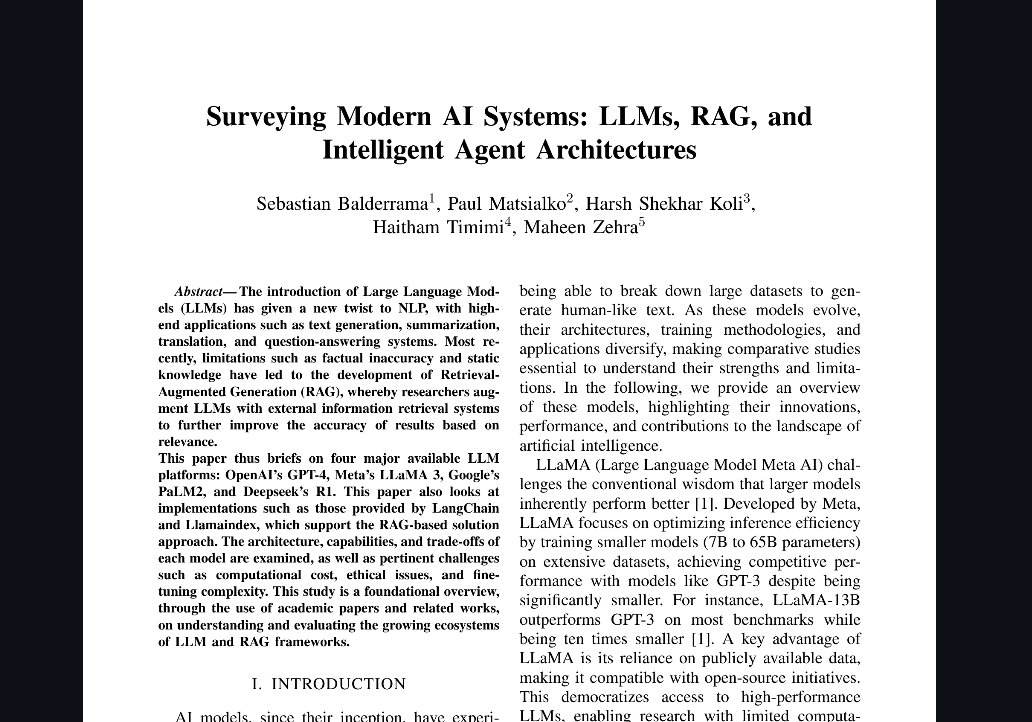 Surveying Modern AI Systems: LLMs, RAG, and
Intelligent Agent Architectures
Sebastian Balderrama1, Paul Matsialko2, Harsh Shekhar Koli3,
Haitham Timimi4, Maheen Zehra5
Abstract—The introduction of Large Language Mod-
els (LLMs) has given a new twist to NLP, with high-
end applications such as text generation, summarization,
translation, and question-answering systems. Most re-
cently, limitations such as factual inaccuracy and static
knowledge have led to the development of Retrieval-
Augmented Generation (RAG), whereby researchers aug-
ment LLMs with external information retrieval systems
to further improve the accuracy of results based on
relevance.
This paper thus briefs on four major available LLM
platforms: OpenAI's GPT-4, Meta's LLaMA 3, Google's
PaLM2, and Deepseek's R1. This paper also looks at
implementations such as those provided by LangChain
and Llamaindex, which support the RAG-based solution
approach. The architecture, capabilities, and trade-offs of
each model are examined, as well as pertinent challenges
such as computational cost, ethical issues, and fine-
tuning complexity. This study is a foundational overview,
through the use of academic papers and related works,
on understanding and evaluating the growing ecosystems
of LLM and RAG frameworks.
I. INTRODUCTION
AI models, since their inception, have experi-
being able to break down large datasets to gen-
erate human-like text. As these models evolve,
their architectures, training methodologies, and
applications diversify, making comparative studies
essential to understand their strengths and limita-
tions. In the following, we provide an overview
of these models, highlighting their innovations,
performance, and contributions to the landscape of
artificial intelligence.
LLaMA (Large Language Model Meta AI) chal-
lenges the conventional wisdom that larger models
inherently perform better [1]. Developed by Meta,
LLaMA focuses on optimizing inference efficiency
by training smaller models (7B to 65B parameters)
on extensive datasets, achieving competitive per-
formance with models like GPT-3 despite being
significantly smaller. For instance, LLaMA-13B
outperforms GPT-3 on most benchmarks while
being ten times smaller [1]. A key advantage of
LLaMA is its reliance on publicly available data,
making it compatible with open-source initiatives.
This democratizes access to high-performance
LLMs, enabling research with limited computa-